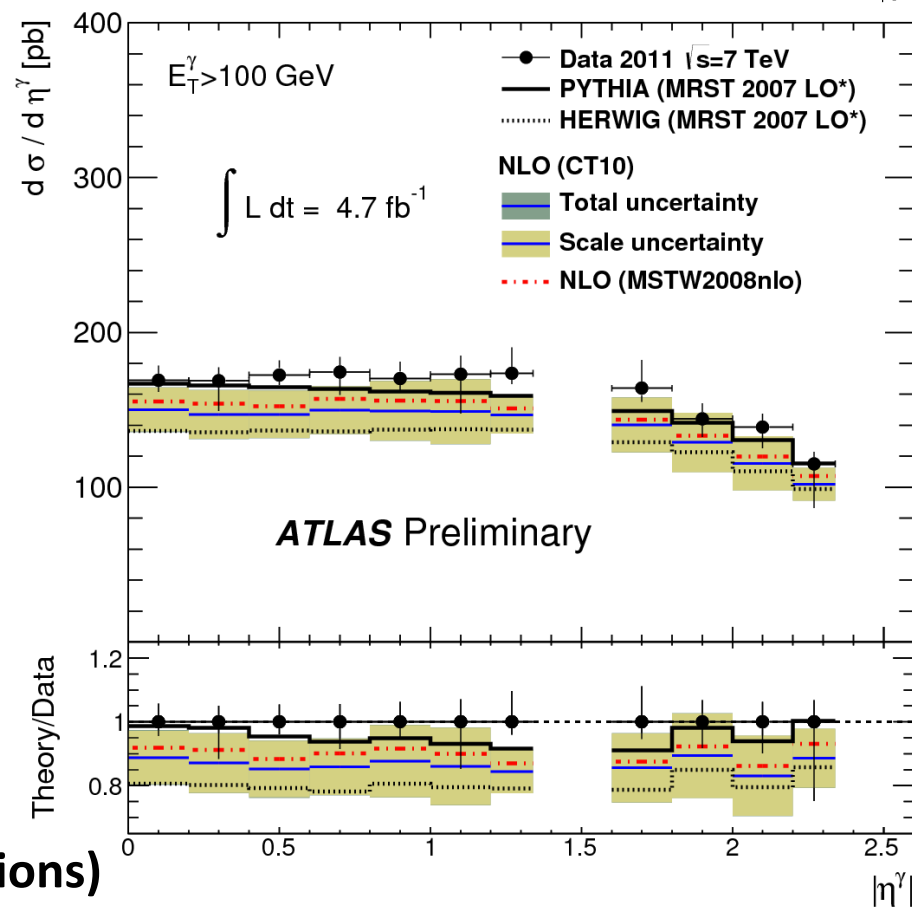 400
d σ / d η^γ [pb]
E_T^γ>100 GeV
Data 2011 √s=7 TeV
PYTHIA (MRST 2007 LO*)
HERWIG (MRST 2007 LO*)
NLO (CT10)
300
∫ L dt = 4.7 fb^-1
Total uncertainty
Scale uncertainty
NLO (MSTW2008nlo)
200
100
ATLAS Preliminary
1.2
1
0.8
Theory/Data
0 0.5 1 1.5 2 2.5
ions)
|η^γ|